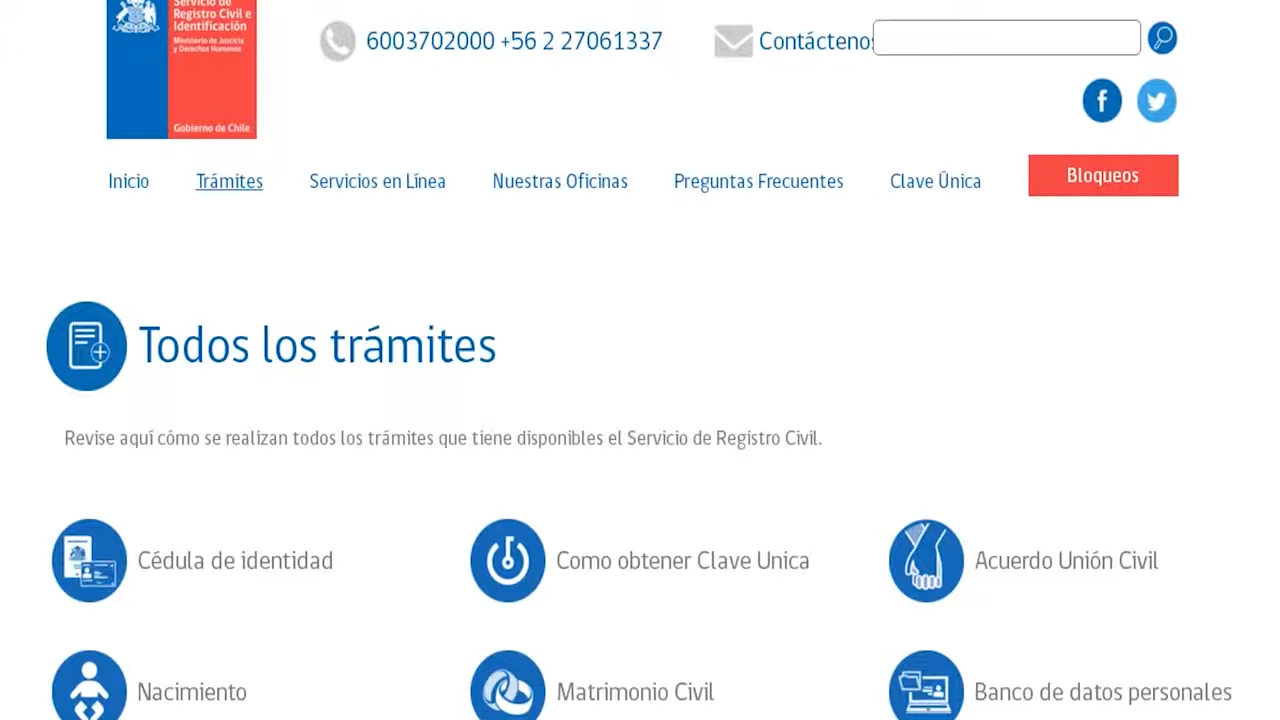 Servicio de
Registro Civil e
Identificación
Ministerio de Justicia
y Derechos Humanos
Gobierno de Chile
6003702000 +56 2 27061337
Contáctenos
Inicio
Trámites
Servicios en Línea
Nuestras Oficinas
Preguntas Frecuentes
Clave Única
Bloqueos
Todos los trámites
Revise aquí cómo se realizan todos los trámites que tiene disponibles el Servicio de Registro Civil.
Cédula de identidad
Como obtener Clave Unica
Acuerdo Unión Civil
Nacimiento
Matrimonio Civil
Banco de datos personales